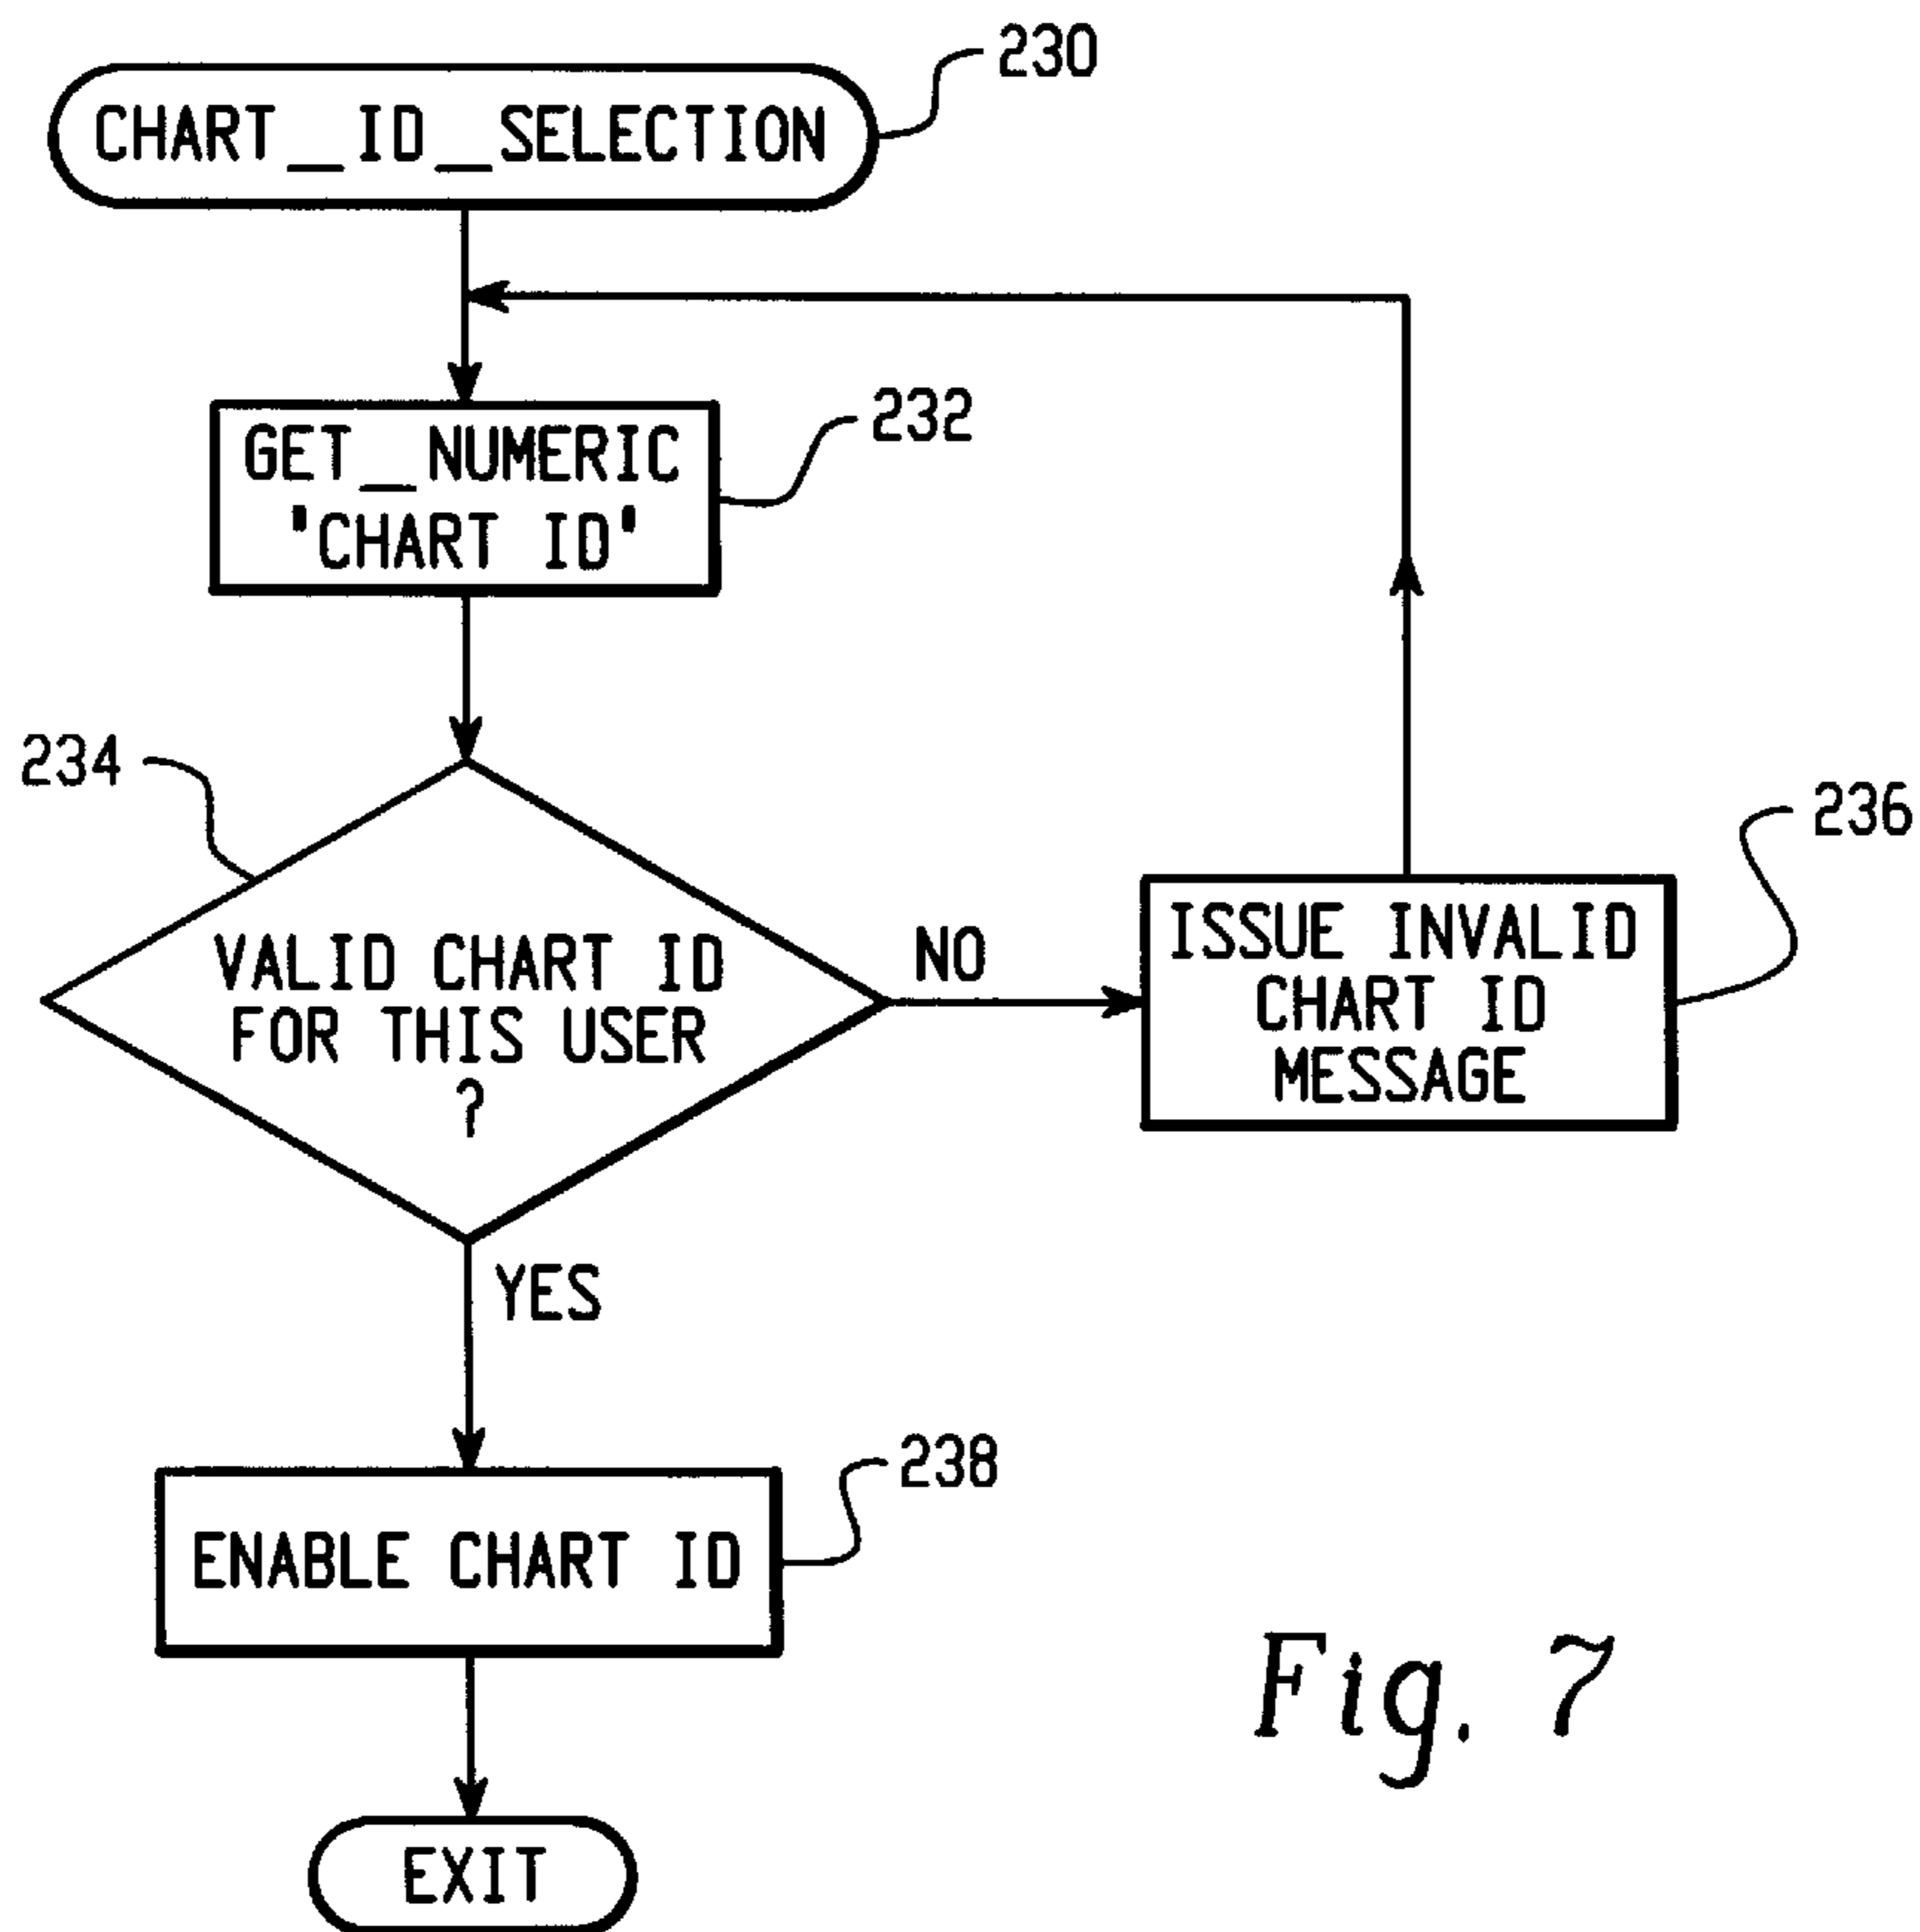 230
CHART_ID_SELECTION
232
GET_NUMERIC
'CHART ID'
234
VALID CHART ID
FOR THIS USER
?
NO
236
ISSUE INVALID
CHART ID
MESSAGE
YES
238
ENABLE CHART ID
EXIT
Fig. 7